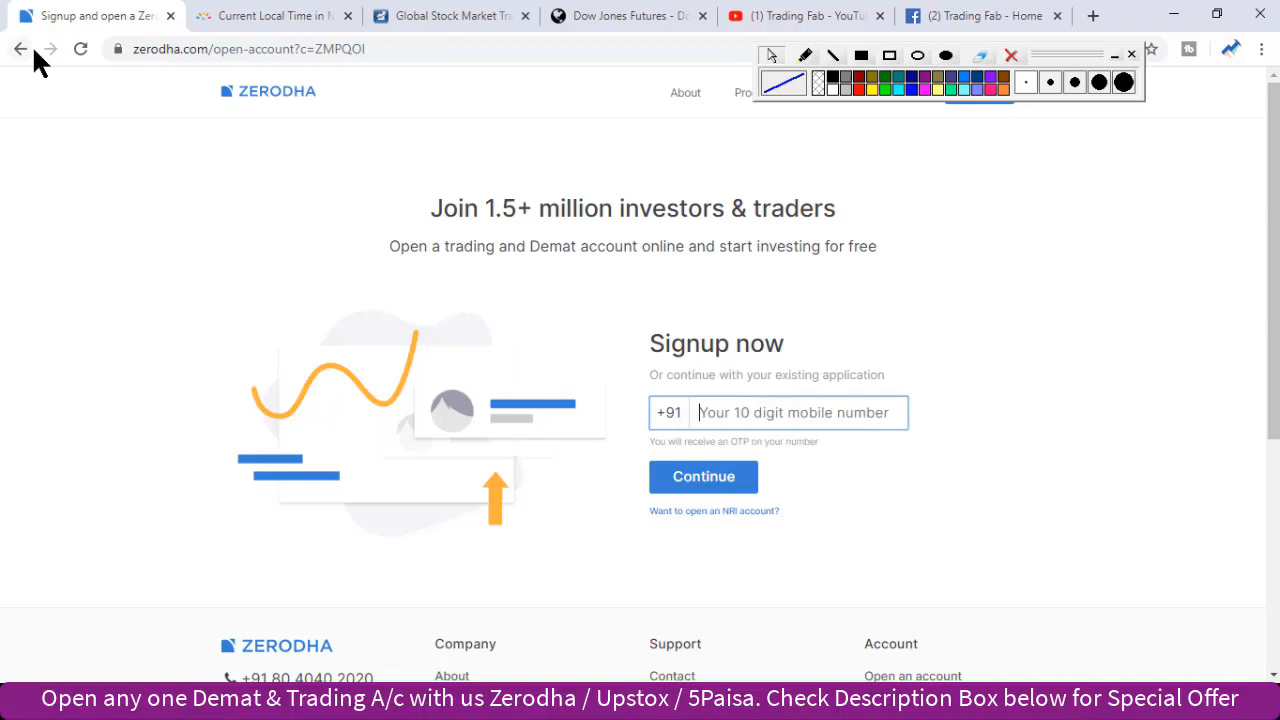 Signup and open a Zer
Current Local Time in N
Global Stock Market Tra
Dow Jones Futures - Do
(1) Trading Fab - YouTu
(2) Trading Fab - Home
zerodha.com/open-account?c=ZMPQOI
ZERODHA
About
Pro
Join 1.5+ million investors & traders
Open a trading and Demat account online and start investing for free
Signup now
Or continue with your existing application
+91 Your 10 digit mobile number
You will receive an OTP on your number
Continue
Want to open an NRI account?
ZERODHA
Company
Support
Account
+91 80 4040 2020
About
Contact
Open an account
Open any one Demat & Trading A/c with us Zerodha / Upstox / 5Paisa. Check Description Box below for Special Offer